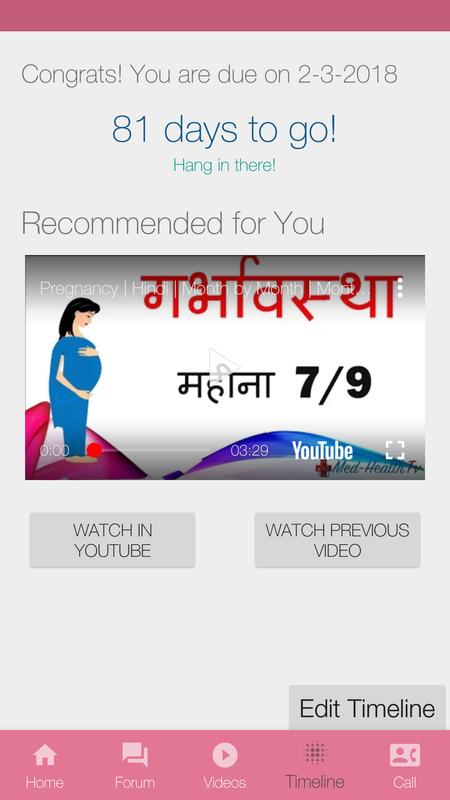 Congrats! You are due on 2-3-2018
81 days to go!
Hang in there!
Recommended for You
Pregnancy | Hindi | Month by Month | Mont...
गर्भावस्था
महीना 7/9
0:00 03:29 YouTube
Med-HealthTv
WATCH IN
YOUTUBE
WATCH PREVIOUS
VIDEO
Edit Timeline
Home Forum Videos Timeline Call